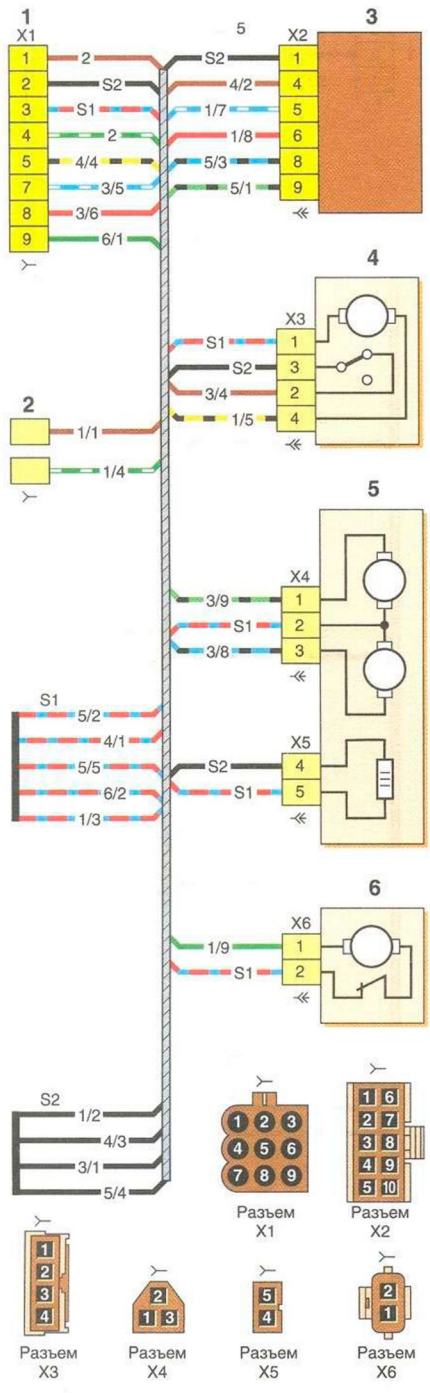 1
5
3
X1
X2
1 2 S2 1
2 S2 4/2 4
3 S1 1/7 5
4 2 1/8 6
5 4/4 5/3 8
7 3/5 5/1 9
8 3/6
9 6/1
4
X3
S1 1
S2 3
3/4 2
1/5 4
2
1/1
1/4
5
X4
3/9 1
S1 2
3/8 3
S1
5/2
4/1
5/5
6/2
1/3
X5
S2 4
S1 5
6
X6
1/9 1
S1 2
S2
1/2
4/3
3/1
5/4
1 2 3
4 5 6
7 8 9
Разъем
X1
1 6
2 7
3 8
4 9
5 10
Разъем
X2
1
2
3
4
Разъем
X3
2
1 3
Разъем
X4
5
4
Разъем
X5
2
1
Разъем
X6